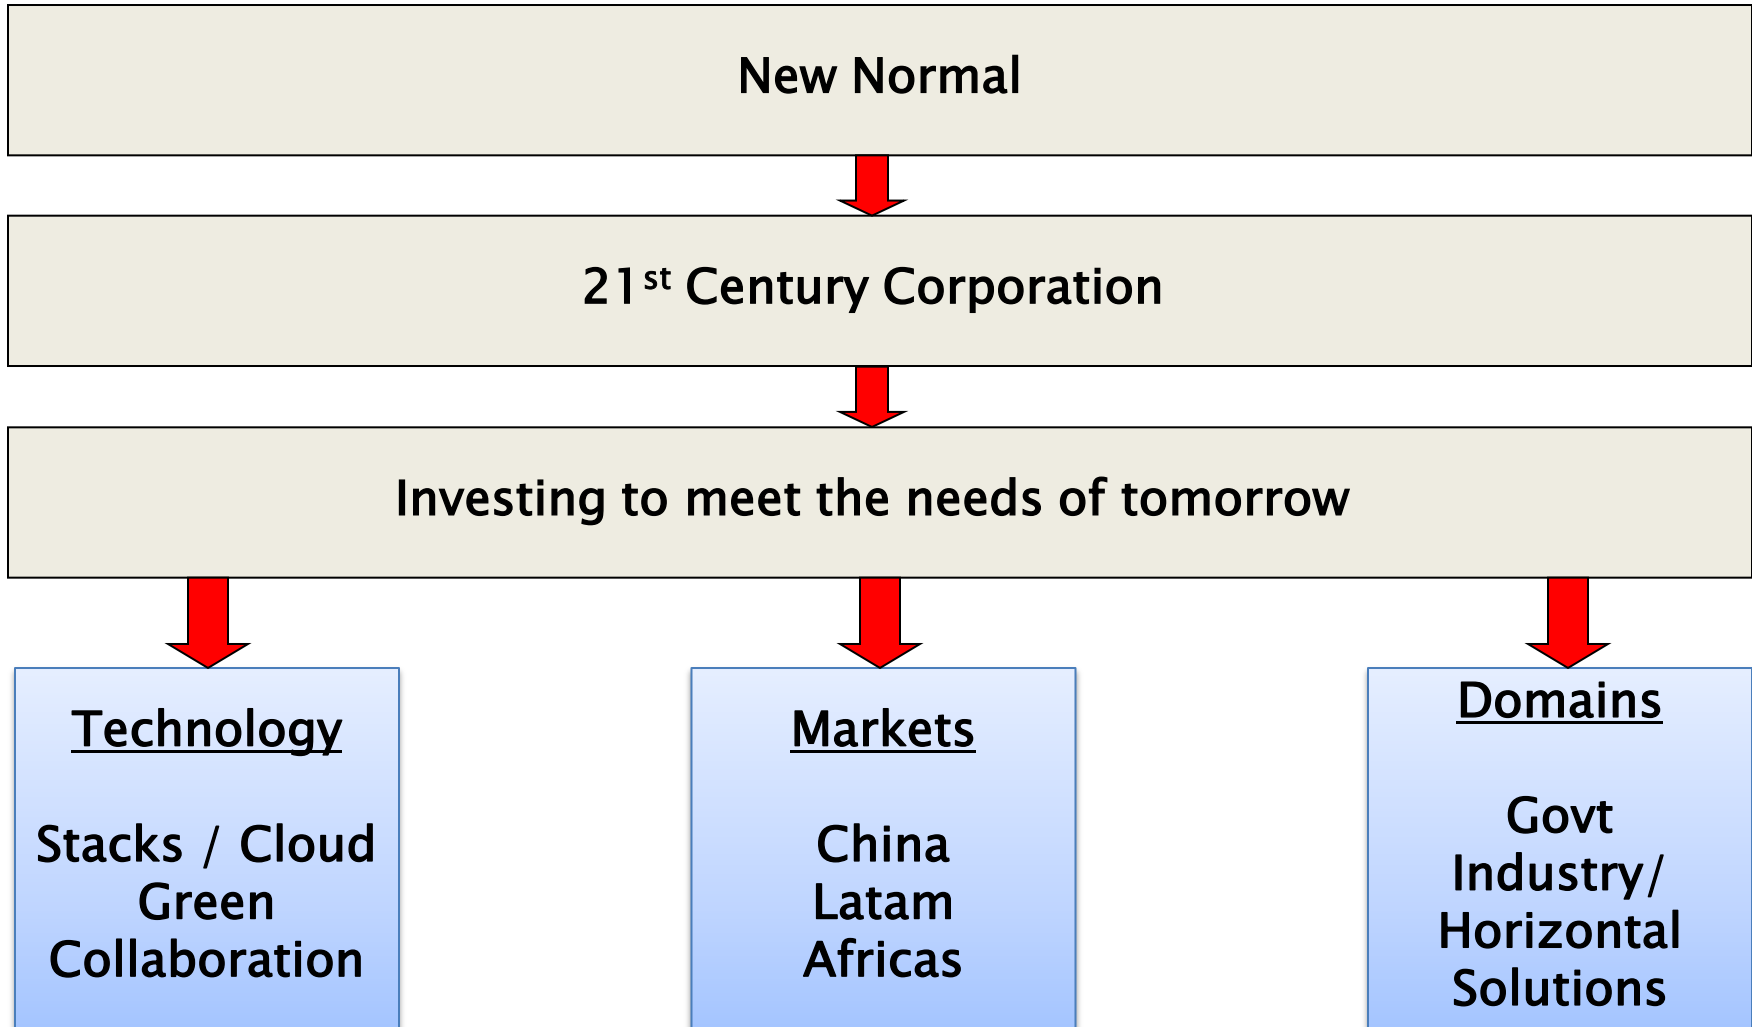 New Normal
21st Century Corporation
Investing to meet the needs of tomorrow
Technology
Stacks / Cloud
Green
Collaboration
Markets
China
Latam
Africas
Domains
Govt
Industry/
Horizontal
Solutions